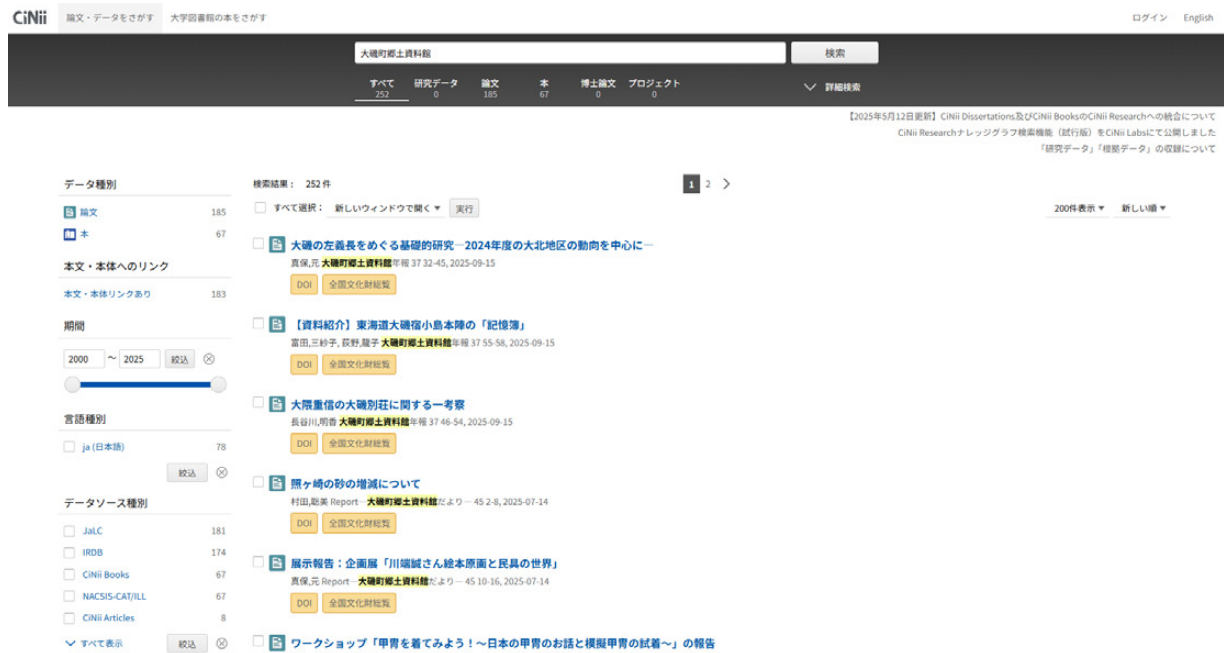 CiNii 論文・データをさがす 大学図書館の本をさがす ログイン English
大磯町郷土資料館 検索
すべて 研究データ 論文 本 博士論文 プロジェクト 詳細検索
252 0 185 67 0 0
【2025年5月12日更新】CiNii Dissertations及びCiNii BooksのCiNii Researchへの統合について
CiNii Researchナレッジグラフ検索機能（試行版）をCiNii Labsにて公開しました
「研究データ」「根拠データ」の収録について
データ種別
論文 185
本 67
本文・本体へのリンク
本文・本体リンクあり 183
期間
2000 ～ 2025 絞込
言語種別
ja (日本語) 78
絞込
データソース種別
JaLC 181
IRDB 174
CiNii Books 67
NACSIS-CAT/ILL 67
CiNii Articles 8
すべて表示 絞込
検索結果： 252 件 1 2
すべて選択： 新しいウィンドウで開く 実行 200件表示 新しい順
大磯の左義長をめぐる基礎的研究―2024年度の大北地区の動向を中心に―
真保,元 大磯町郷土資料館年報 37 32-45, 2025-09-15
DOI 全国文化財総覧
【資料紹介】東海道大磯宿小島本陣の「記憶簿」
富田,三紗子, 荻野,龍子 大磯町郷土資料館年報 37 55-58, 2025-09-15
DOI 全国文化財総覧
大隈重信の大磯別荘に関する一考察
長谷川,明香 大磯町郷土資料館年報 37 46-54, 2025-09-15
DOI 全国文化財総覧
照ヶ崎の砂の増減について
村田,聡美 Report―大磯町郷土資料館だより― 45 2-8, 2025-07-14
DOI 全国文化財総覧
展示報告：企画展「川端誠さん絵本原画と民具の世界」
真保,元 Report―大磯町郷土資料館だより― 45 10-16, 2025-07-14
DOI 全国文化財総覧
ワークショップ「甲冑を着てみよう！～日本の甲冑のお話と模擬甲冑の試着～」の報告